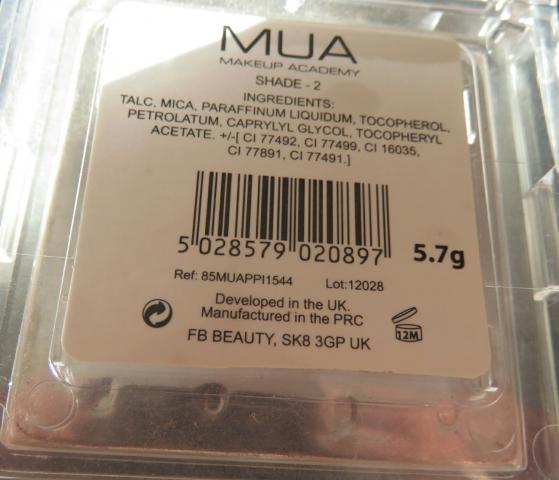 MUA
MAKEUP ACADEMY
SHADE - 2
INGREDIENTS:
TALC, MICA, PARAFFINUM LIQUIDUM, TOCOPHEROL,
PETROLATUM, CAPRYLYL GLYCOL, TOCOPHERYL
ACETATE. +/-[ CI 77492, CI 77499, CI 16035,
CI 77891, CI 77491.]
5 028579 020897
5.7g
Ref: 85MUAPPI1544 Lot:12028
Developed in the UK.
Manufactured in the PRC
12M
FB BEAUTY, SK8 3GP UK